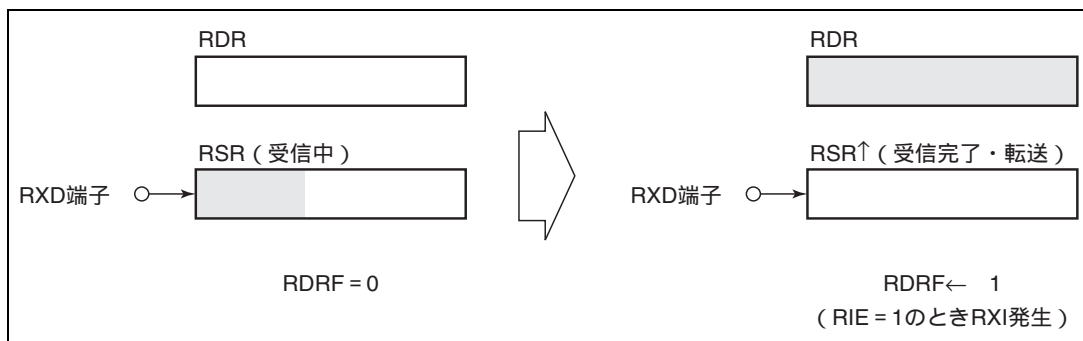 RDR
RSR（受信中）
RXD端子
RDRF = 0
RDR
RSR↑（受信完了・転送）
RXD端子
RDRF← 1
（RIE = 1のときRXI発生）